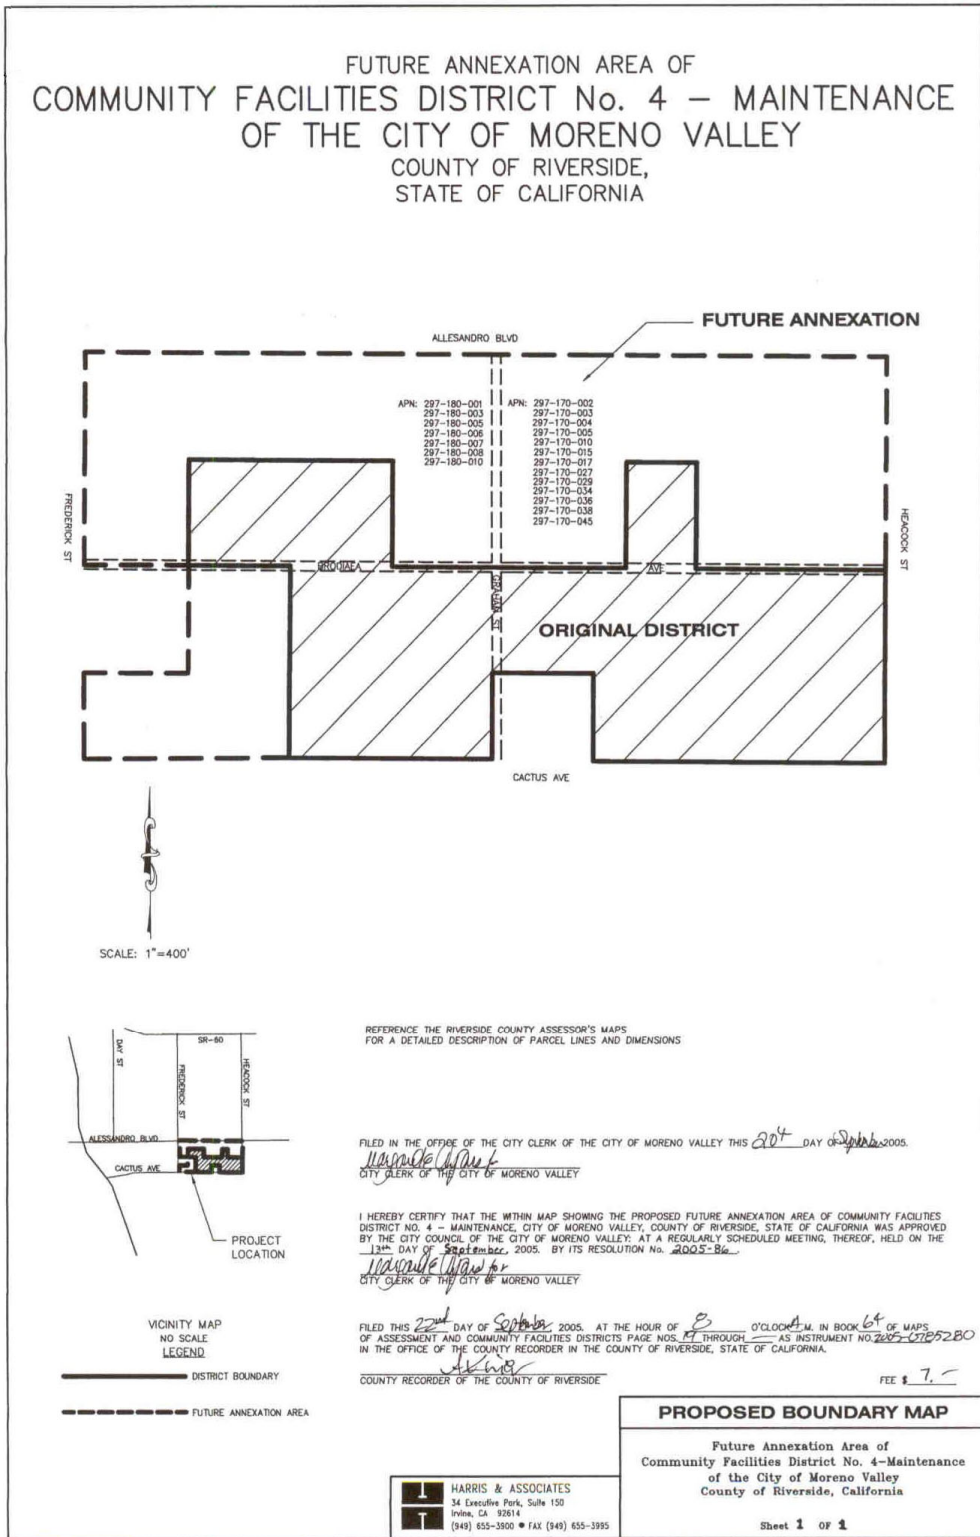 FUTURE ANNEXATION AREA OF
COMMUNITY FACILITIES DISTRICT No. 4 – MAINTENANCE
OF THE CITY OF MORENO VALLEY
COUNTY OF RIVERSIDE,
STATE OF CALIFORNIA
FUTURE ANNEXATION
ALLESANDRO BLVD
APN: 297-180-001
297-180-003
297-180-005
297-180-006
297-180-007
297-180-008
297-180-010
APN: 297-170-002
297-170-003
297-170-004
297-170-005
297-170-010
297-170-015
297-170-017
297-170-027
297-170-029
297-170-034
297-170-036
297-170-038
297-170-045
FREDERICK ST
HEACOCK ST
BRODIAEA
AVE
GRAHAM ST
ORIGINAL DISTRICT
CACTUS AVE
SCALE: 1"=400'
SR-60
DAY ST
FREDERICK ST
HEACOCK ST
ALESSANDRO BLVD
CACTUS AVE
PROJECT
LOCATION
VICINITY MAP
NO SCALE
LEGEND
DISTRICT BOUNDARY
FUTURE ANNEXATION AREA
REFERENCE THE RIVERSIDE COUNTY ASSESSOR'S MAPS
FOR A DETAILED DESCRIPTION OF PARCEL LINES AND DIMENSIONS
FILED IN THE OFFICE OF THE CITY CLERK OF THE CITY OF MORENO VALLEY THIS 20th DAY OF September 2005.
CITY CLERK OF THE CITY OF MORENO VALLEY
I HEREBY CERTIFY THAT THE WITHIN MAP SHOWING THE PROPOSED FUTURE ANNEXATION AREA OF COMMUNITY FACILITIES
DISTRICT NO. 4 – MAINTENANCE, CITY OF MORENO VALLEY, COUNTY OF RIVERSIDE, STATE OF CALIFORNIA WAS APPROVED
BY THE CITY COUNCIL OF THE CITY OF MORENO VALLEY: AT A REGULARLY SCHEDULED MEETING, THEREOF, HELD ON THE
13th DAY OF September, 2005. BY ITS RESOLUTION No. 2005-86.
for
CITY CLERK OF THE CITY OF MORENO VALLEY
FILED THIS 22nd DAY OF September 2005. AT THE HOUR OF 8 O'CLOCK A.M. IN BOOK 64 OF MAPS
OF ASSESSMENT AND COMMUNITY FACILITIES DISTRICTS PAGE NOS. 19 THROUGH — AS INSTRUMENT NO. 2005-0785280
IN THE OFFICE OF THE COUNTY RECORDER IN THE COUNTY OF RIVERSIDE, STATE OF CALIFORNIA.
COUNTY RECORDER OF THE COUNTY OF RIVERSIDE
FEE $ 7.–
PROPOSED BOUNDARY MAP
Future Annexation Area of
Community Facilities District No. 4–Maintenance
of the City of Moreno Valley
County of Riverside, California
Sheet 1 OF 1
HARRIS & ASSOCIATES
34 Executive Park, Suite 150
Irvine, CA 92614
(949) 655-3900 • FAX (949) 655-3995